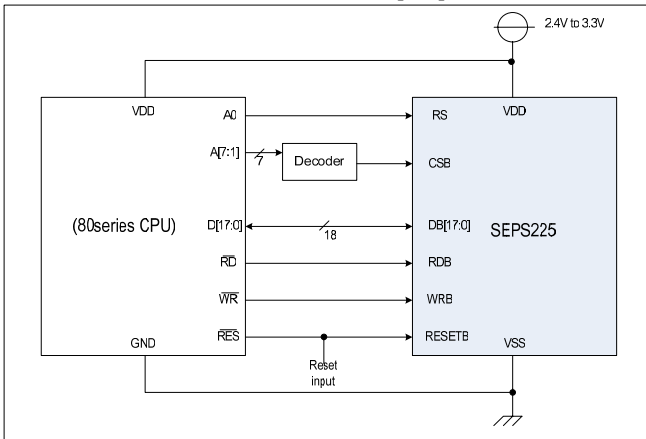 2.4V to 3.3V
VDD
A0
RS
VDD
A[7:1]
7
Decoder
CSB
(80series CPU)
D[17:0]
18
DB[17:0]
SEPS225
RD
RDB
WR
WRB
RES
RESETB
GND
Reset
input
VSS